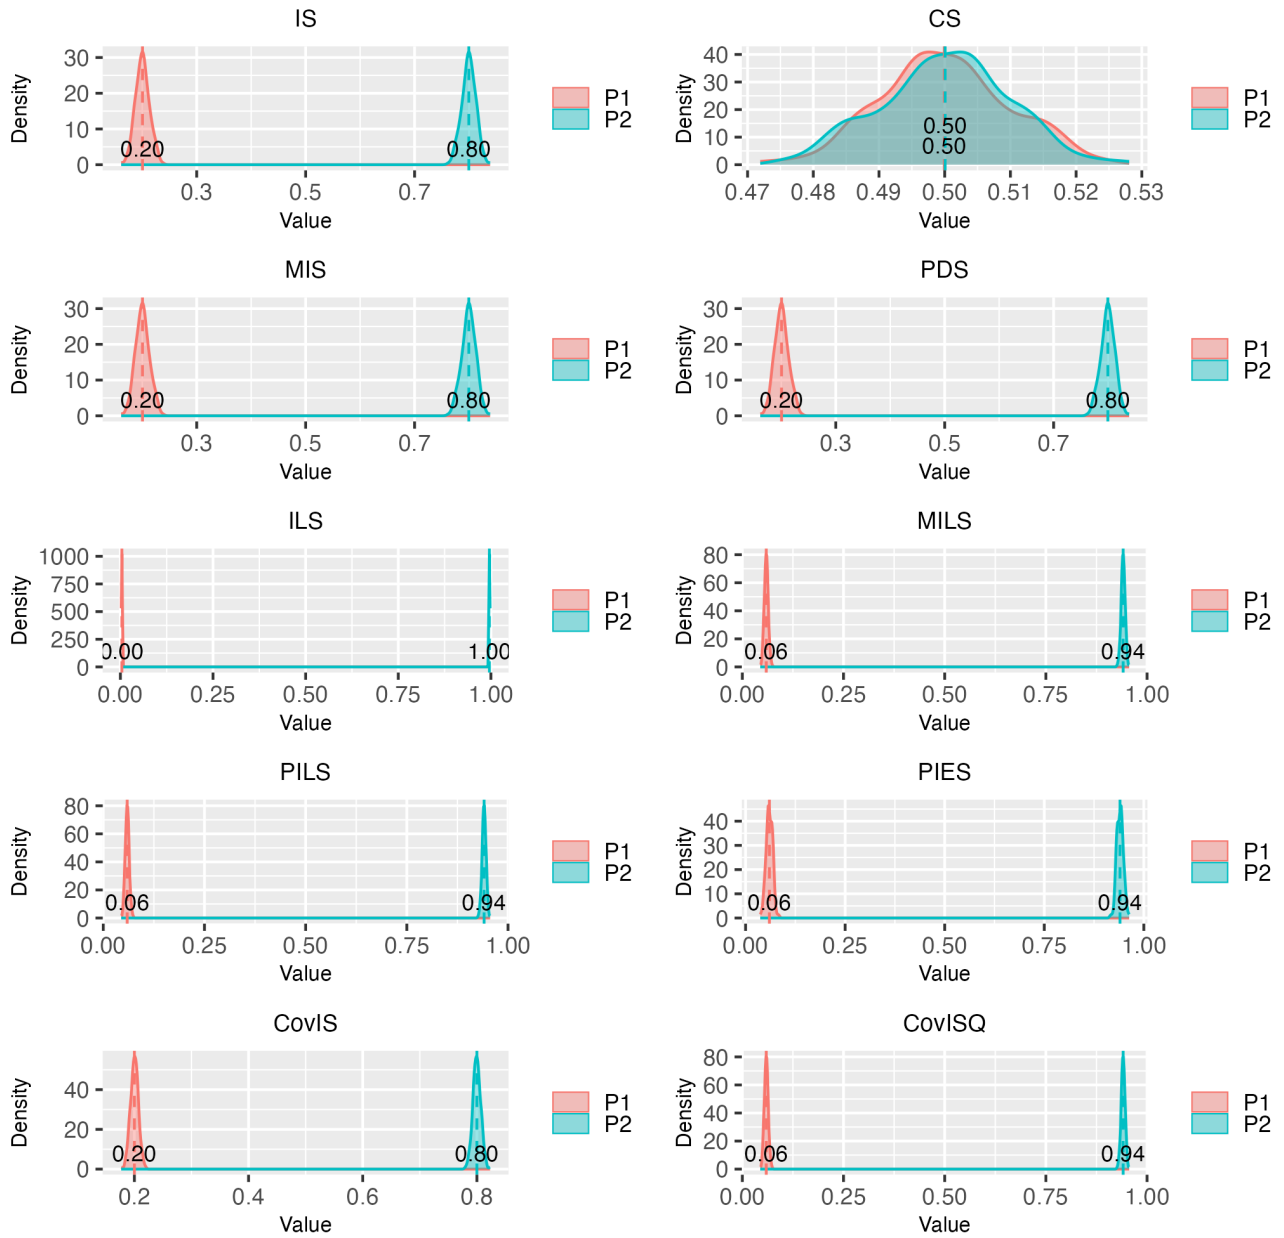 IS
Density
30
20
10
0
0.20
0.80
0.3 0.5 0.7
Value
P1
P2
CS
Density
40
30
20
10
0
0.50
0.50
0.47 0.48 0.49 0.50 0.51 0.52 0.53
Value
P1
P2
MIS
Density
30
20
10
0
0.20
0.80
0.3 0.5 0.7
Value
P1
P2
PDS
Density
30
20
10
0
0.20
0.80
0.3 0.5 0.7
Value
P1
P2
ILS
Density
1000
750
500
250
0
0.00
1.00
0.00 0.25 0.50 0.75 1.00
Value
P1
P2
MILS
Density
80
60
40
20
0
0.06
0.94
0.00 0.25 0.50 0.75 1.00
Value
P1
P2
PILS
Density
80
60
40
20
0
0.06
0.94
0.00 0.25 0.50 0.75 1.00
Value
P1
P2
PIES
Density
40
30
20
10
0
0.06
0.94
0.00 0.25 0.50 0.75 1.00
Value
P1
P2
CovIS
Density
40
20
0
0.20
0.80
0.2 0.4 0.6 0.8
Value
P1
P2
CovISQ
Density
80
60
40
20
0
0.06
0.94
0.00 0.25 0.50 0.75 1.00
Value
P1
P2